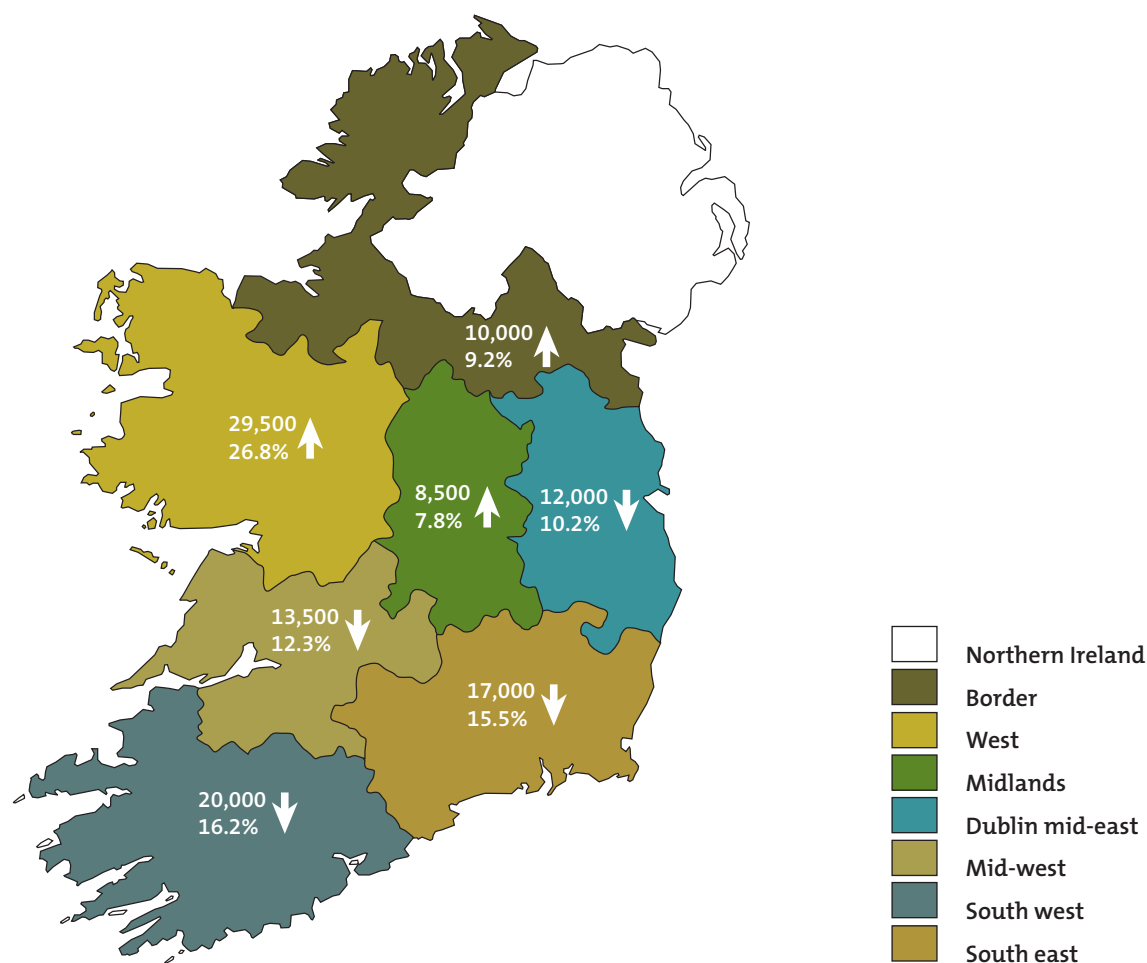 10,000
9.2%
29,500
26.8%
8,500
7.8%
12,000
10.2%
13,500
12.3%
17,000
15.5%
20,000
16.2%
Northern Ireland
Border
West
Midlands
Dublin mid-east
Mid-west
South west
South east